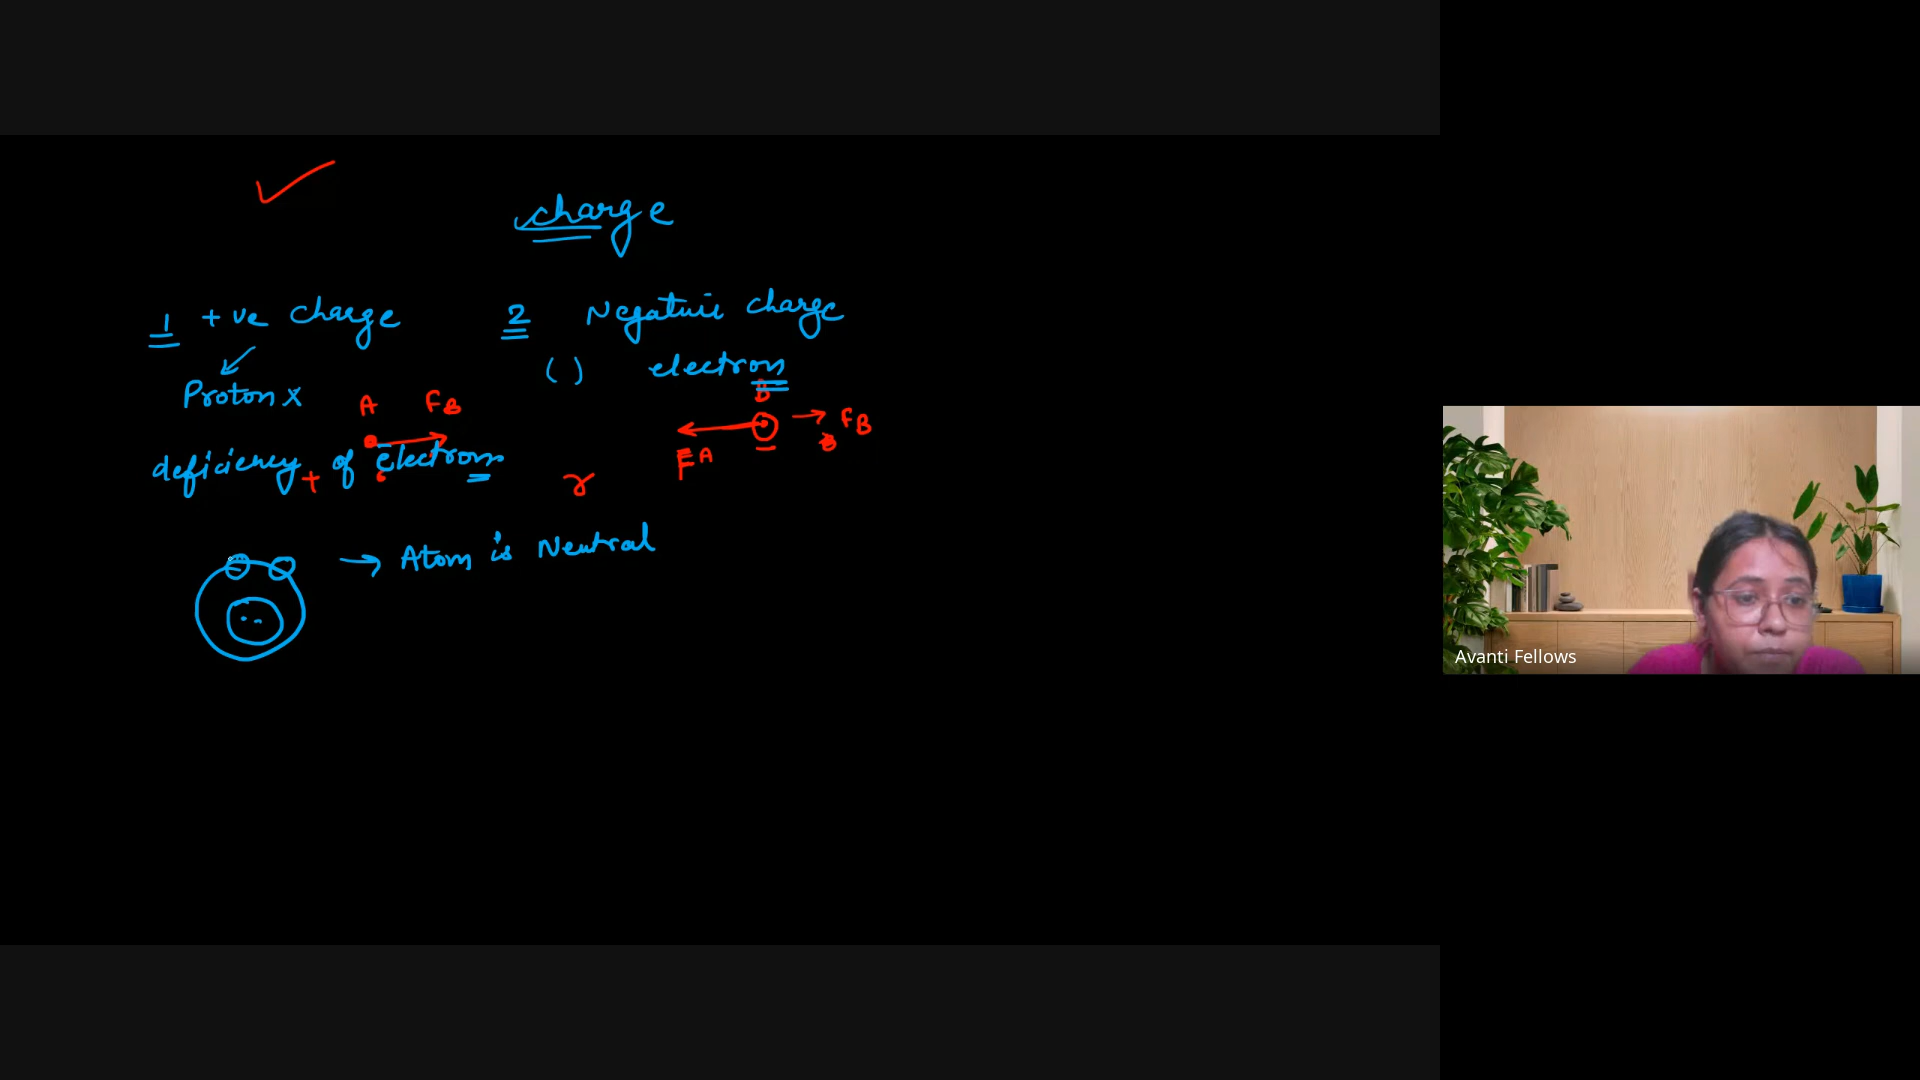 charge
1 +ve charge
2 Negative charge
Proton x
( ) electron
A FB
B
FB
B
FA
deficiency of electrons
+
r
→ Atom is Neutral
Avanti Fellows